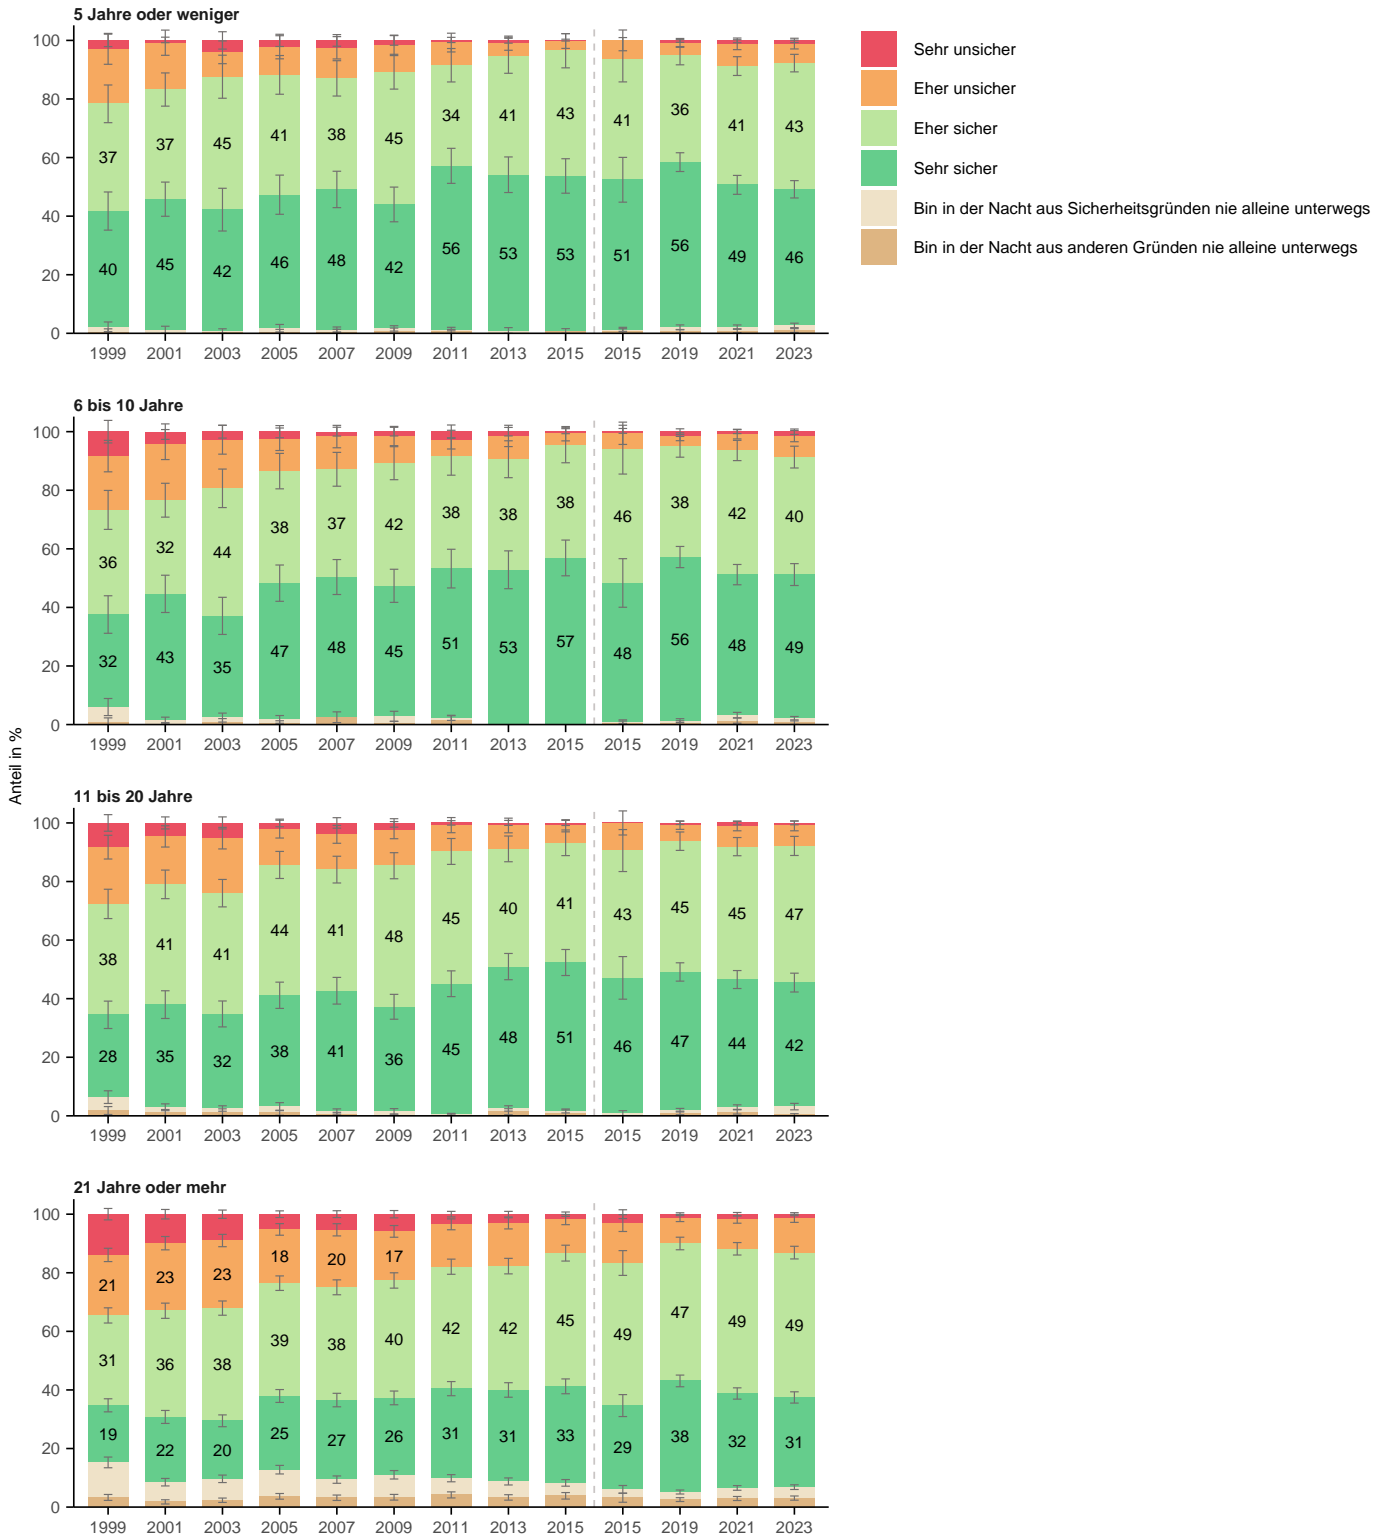 5 Jahre oder weniger
100
80
60
40
20
0
37 37 45 41 38 45 34 41 43 41 36 41 43
40 45 42 46 48 42 56 53 53 51 56 49 46
1999 2001 2003 2005 2007 2009 2011 2013 2015 2015 2019 2021 2023
Sehr unsicher
Eher unsicher
Eher sicher
Sehr sicher
Bin in der Nacht aus Sicherheitsgründen nie alleine unterwegs
Bin in der Nacht aus anderen Gründen nie alleine unterwegs
Anteil in %
6 bis 10 Jahre
100
80
60
40
20
0
36 32 44 38 37 42 38 38 38 46 38 42 40
32 43 35 47 48 45 51 53 57 48 56 48 49
1999 2001 2003 2005 2007 2009 2011 2013 2015 2015 2019 2021 2023
11 bis 20 Jahre
100
80
60
40
20
0
38 41 41 44 41 48 45 40 41 43 45 45 47
28 35 32 38 41 36 45 48 51 46 47 44 42
1999 2001 2003 2005 2007 2009 2011 2013 2015 2015 2019 2021 2023
21 Jahre oder mehr
100
80
60
40
20
0
21 23 23 18 20 17
31 36 38 39 38 40 42 42 45 49 47 49 49
19 22 20 25 27 26 31 31 33 29 38 32 31
1999 2001 2003 2005 2007 2009 2011 2013 2015 2015 2019 2021 2023